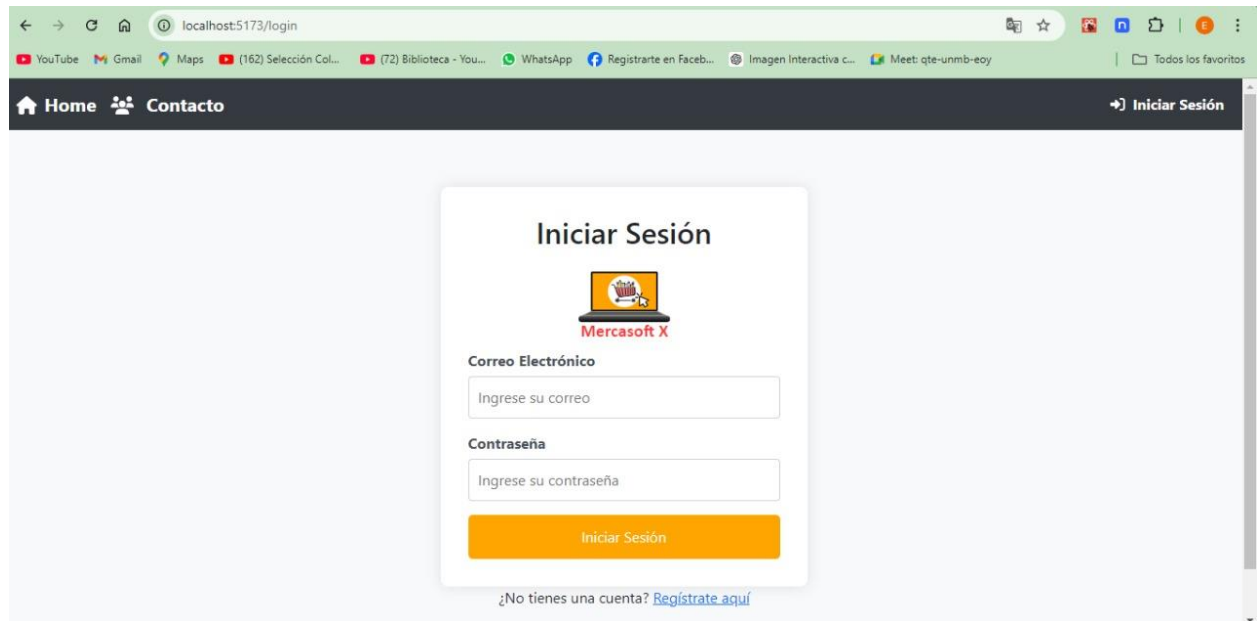 localhost:5173/login
YouTube Gmail Maps (162) Selección Col... (72) Biblioteca - You... WhatsApp Registrarte en Faceb... Imagen Interactiva c... Meet: qte-unmb-eoy Todos los favoritos
Home Contacto Iniciar Sesión
Iniciar Sesión
Mercasoft X
Correo Electrónico
Ingrese su correo
Contraseña
Ingrese su contraseña
Iniciar Sesión
¿No tienes una cuenta? Regístrate aquí